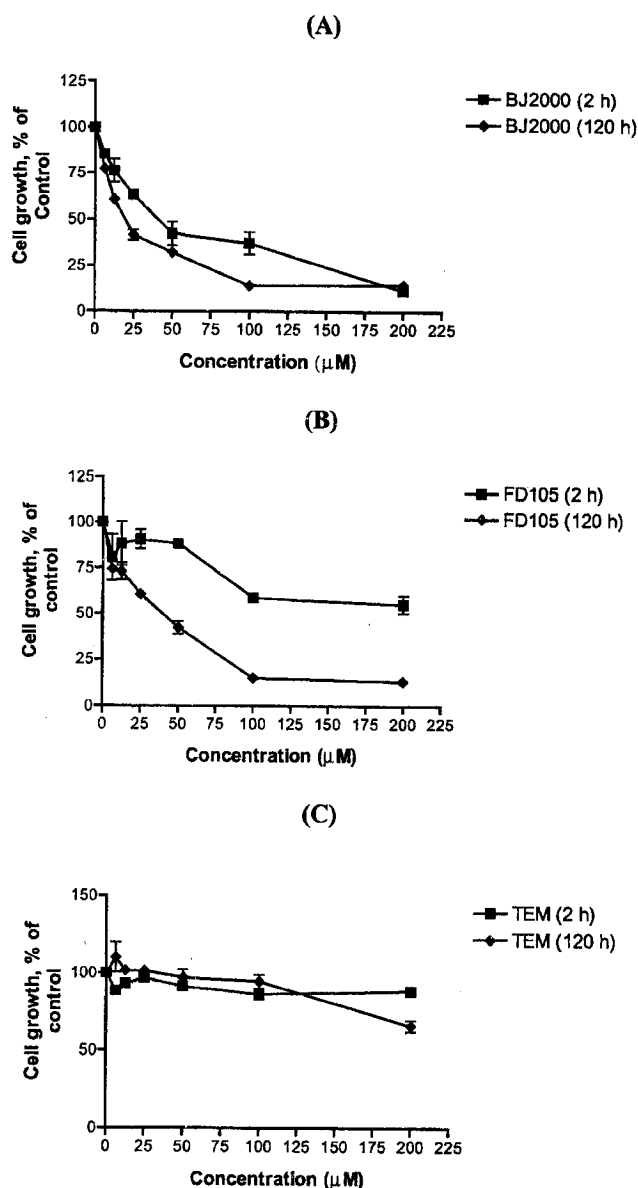 (A)
125
100
75
50
25
0
Cell growth, % of
Control
0 25 50 75 100 125 150 175 200 225
Concentration (μM)
BJ2000 (2 h)
BJ2000 (120 h)
(B)
125
100
75
50
25
0
Cell growth, % of
control
0 25 50 75 100 125 150 175 200 225
Concentration (μM)
FD105 (2 h)
FD105 (120 h)
(C)
150
100
50
0
Cell growth, % of
control
0 25 50 75 100 125 150 175 200 225
Concentration (μM)
TEM (2 h)
TEM (120 h)